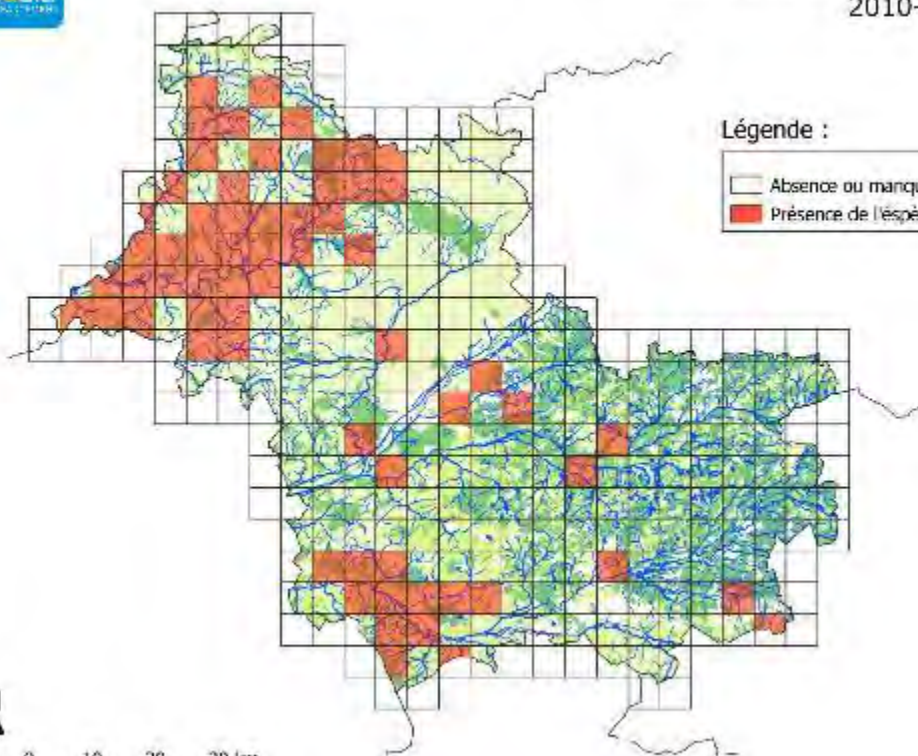 2010-
Légende :
Absence ou manqu
Présence de l'espè
0 10 20 30 km